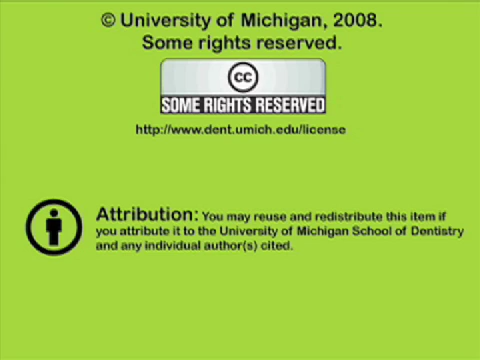 © University of Michigan, 2008.
Some rights reserved.
cc
SOME RIGHTS RESERVED
http://www.dent.umich.edu/license
Attribution: You may reuse and redistribute this item if
you attribute it to the University of Michigan School of Dentistry
and any individual author(s) cited.